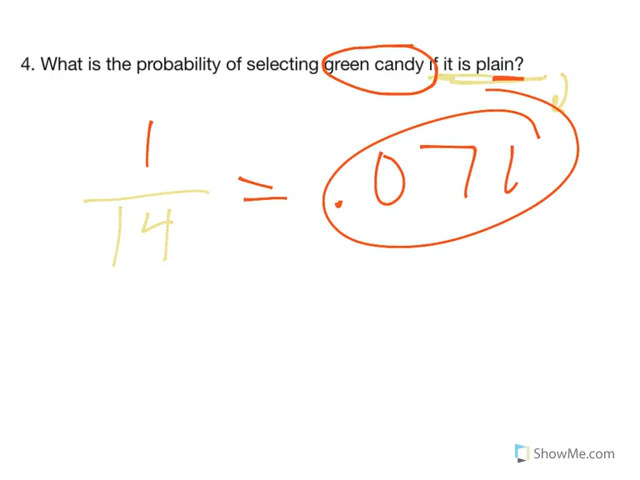 4. What is the probability of selecting green candy if it is plain?
1
14
= .071
ShowMe.com